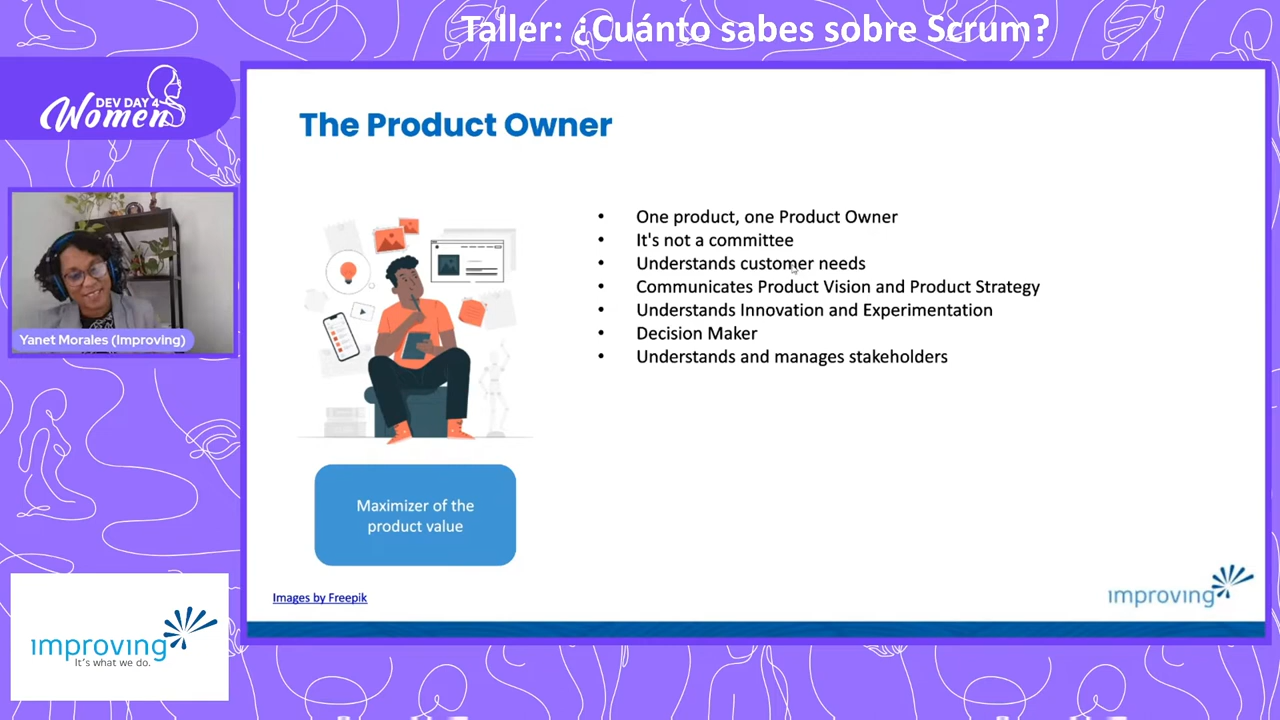 Taller: ¿Cuánto sabes sobre Scrum?
DEV DAY 4
Women
Yanet Morales (Improving)
improving
It's what we do.
The Product Owner
• One product, one Product Owner
• It's not a committee
• Understands customer needs
• Communicates Product Vision and Product Strategy
• Understands Innovation and Experimentation
• Decision Maker
• Understands and manages stakeholders
Maximizer of the
product value
Images by Freepik
improving